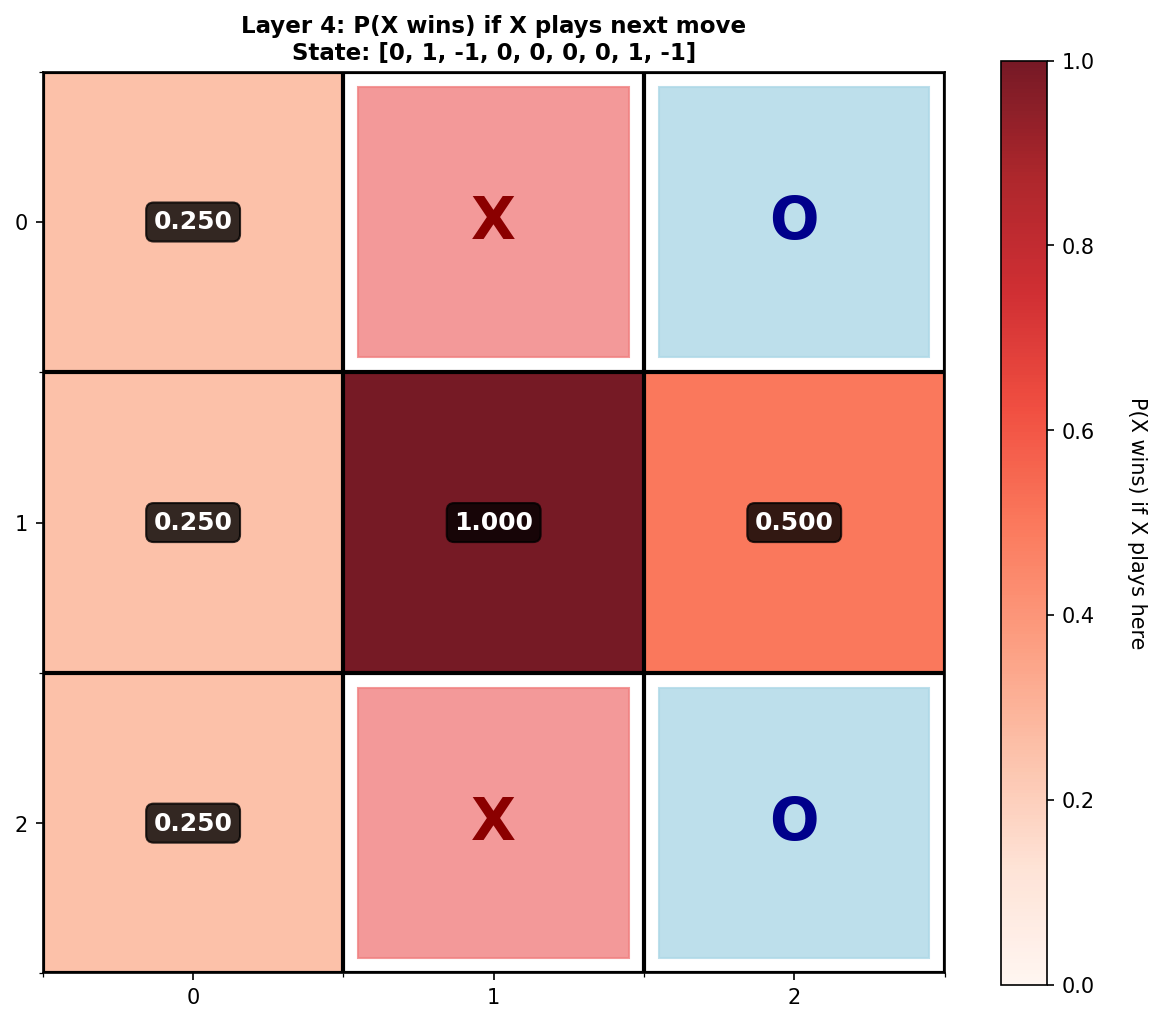 Layer 4: P(X wins) if X plays next move
State: [0, 1, -1, 0, 0, 0, 0, 1, -1]
0
0.250
X
O
1
0.250
1.000
0.500
2
0.250
X
O
0
1
2
1.0
0.8
0.6
0.4
0.2
0.0
P(X wins) if X plays here